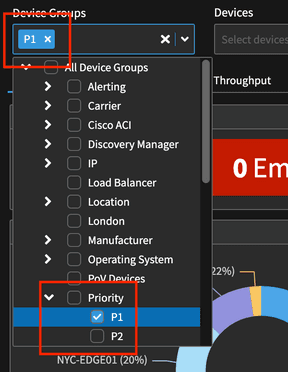 Device Groups
Devices
P1 ×
Select devices
All Device Groups
Alerting
Throughput
Carrier
Cisco ACI
Discovery Manager
IP
0 Em
Load Balancer
Location
London
Manufacturer
Operating System
PoV Devices
22%)
Priority
P1
P2
NYC-EDGE01 (20%)